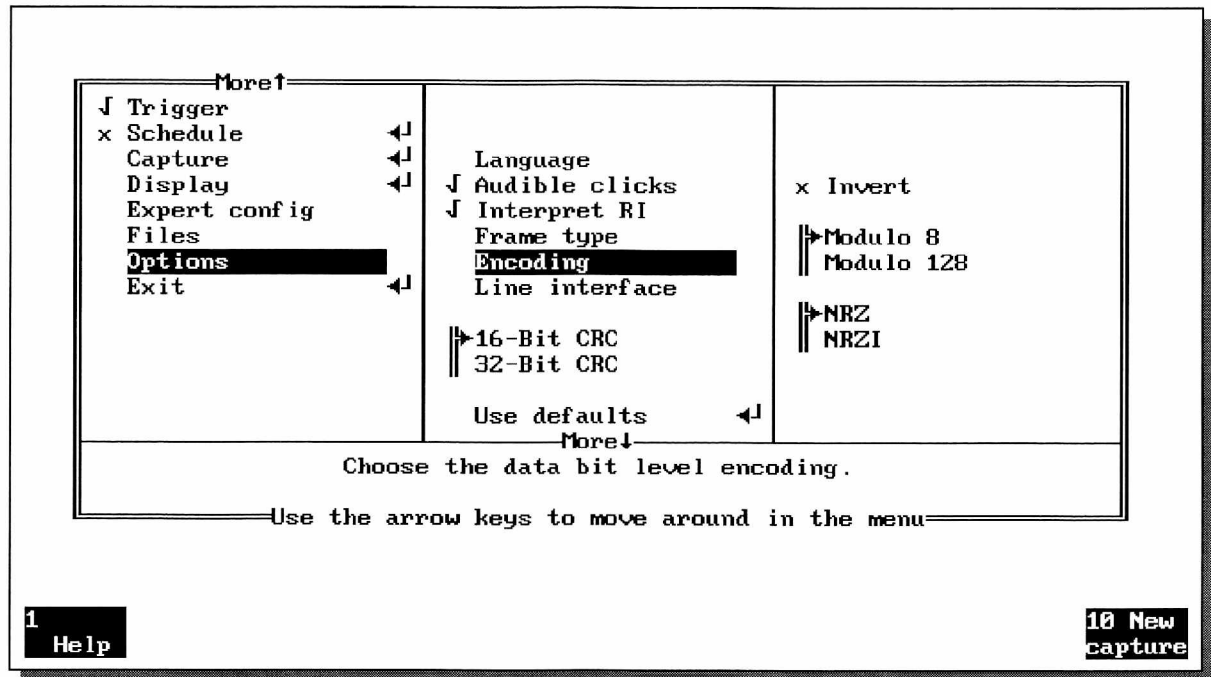 More↑
√ Trigger
x Schedule ↵
Capture ↵
Display ↵
Expert config
Files
Options
Exit ↵
Language
√ Audible clicks
√ Interpret RI
Frame type
Encoding
Line interface
16-Bit CRC
32-Bit CRC
Use defaults ↵
More↓
x Invert
Modulo 8
Modulo 128
NRZ
NRZI
Choose the data bit level encoding.
Use the arrow keys to move around in the menu
1
Help
10 New
capture